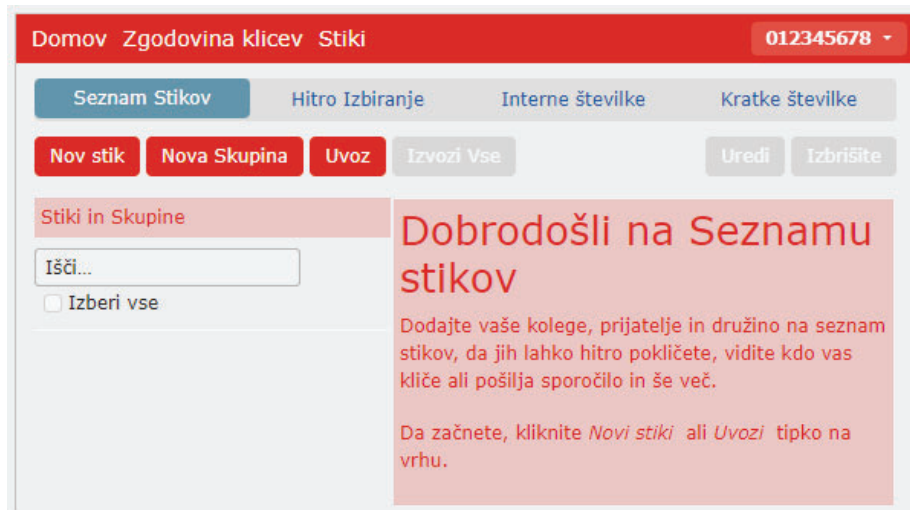 Domov Zgodovina klicev Stiki 012345678
Seznam Stikov Hitro Izbiranje Interne številke Kratke številke
Nov stik Nova Skupina Uvoz Izvozi Vse Uredi Izbrišite
Stiki in Skupine
Išči...
Izberi vse
Dobrodošli na Seznamu
stikov
Dodajte vaše kolege, prijatelje in družino na seznam
stikov, da jih lahko hitro pokličete, vidite kdo vas
kliče ali pošilja sporočilo in še več.
Da začnete, kliknite Novi stiki ali Uvozi tipko na
vrhu.